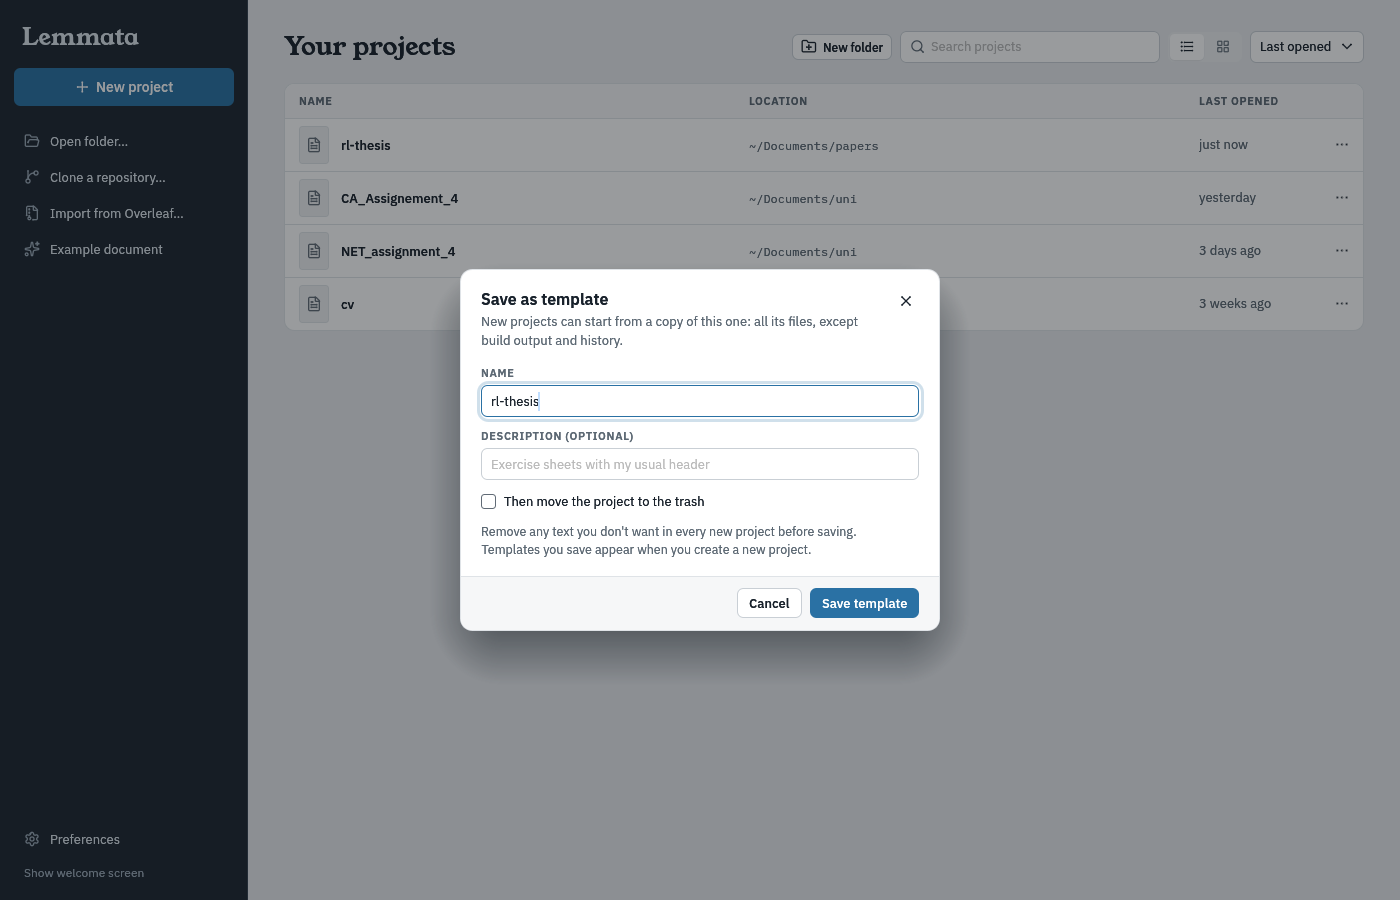 Lemmata
New project
Open folder...
Clone a repository...
Import from Overleaf...
Example document
Preferences
Show welcome screen
Your projects
New folder
Search projects
Last opened
NAME LOCATION LAST OPENED
rl-thesis ~/Documents/papers just now
CA_Assignement_4 ~/Documents/uni yesterday
NET_assignment_4 ~/Documents/uni 3 days ago
cv 3 weeks ago
Save as template
New projects can start from a copy of this one: all its files, except
build output and history.
NAME
rl-thesis
DESCRIPTION (OPTIONAL)
Exercise sheets with my usual header
Then move the project to the trash
Remove any text you don't want in every new project before saving.
Templates you save appear when you create a new project.
Cancel
Save template